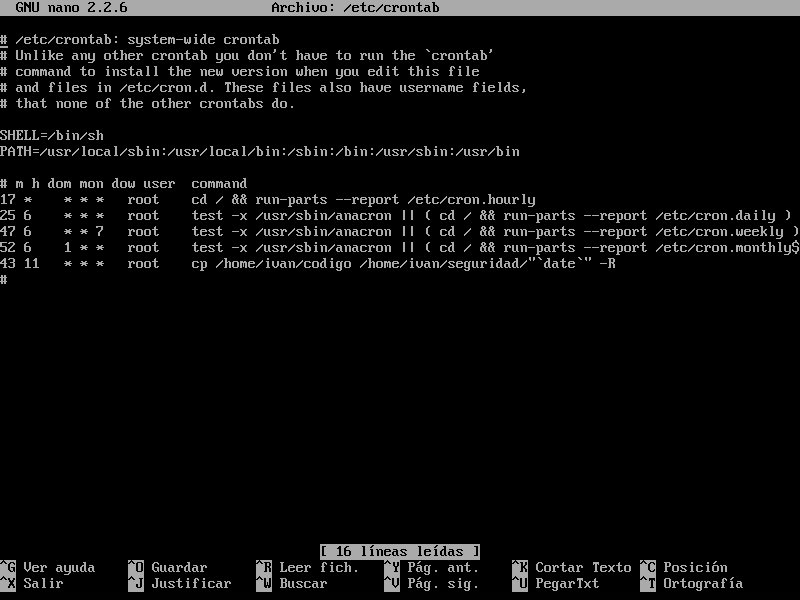 GNU nano 2.2.6 Archivo: /etc/crontab
# /etc/crontab: system-wide crontab
# Unlike any other crontab you don't have to run the `crontab'
# command to install the new version when you edit this file
# and files in /etc/cron.d. These files also have username fields,
# that none of the other crontabs do.
SHELL=/bin/sh
PATH=/usr/local/sbin:/usr/local/bin:/sbin:/bin:/usr/sbin:/usr/bin
# m h dom mon dow user command
17 * * * * root cd / && run-parts --report /etc/cron.hourly
25 6 * * * root test -x /usr/sbin/anacron || ( cd / && run-parts --report /etc/cron.daily )
47 6 * * 7 root test -x /usr/sbin/anacron || ( cd / && run-parts --report /etc/cron.weekly )
52 6 1 * * root test -x /usr/sbin/anacron || ( cd / && run-parts --report /etc/cron.monthly$
43 11 * * * root cp /home/ivan/codigo /home/ivan/seguridad/"`date`" -R
#
[ 16 líneas leídas ]
^G Ver ayuda ^O Guardar ^R Leer fich. ^Y Pág. ant. ^K Cortar Texto ^C Posición
^X Salir ^J Justificar ^W Buscar ^V Pág. sig. ^U PegarTxt ^T Ortografía